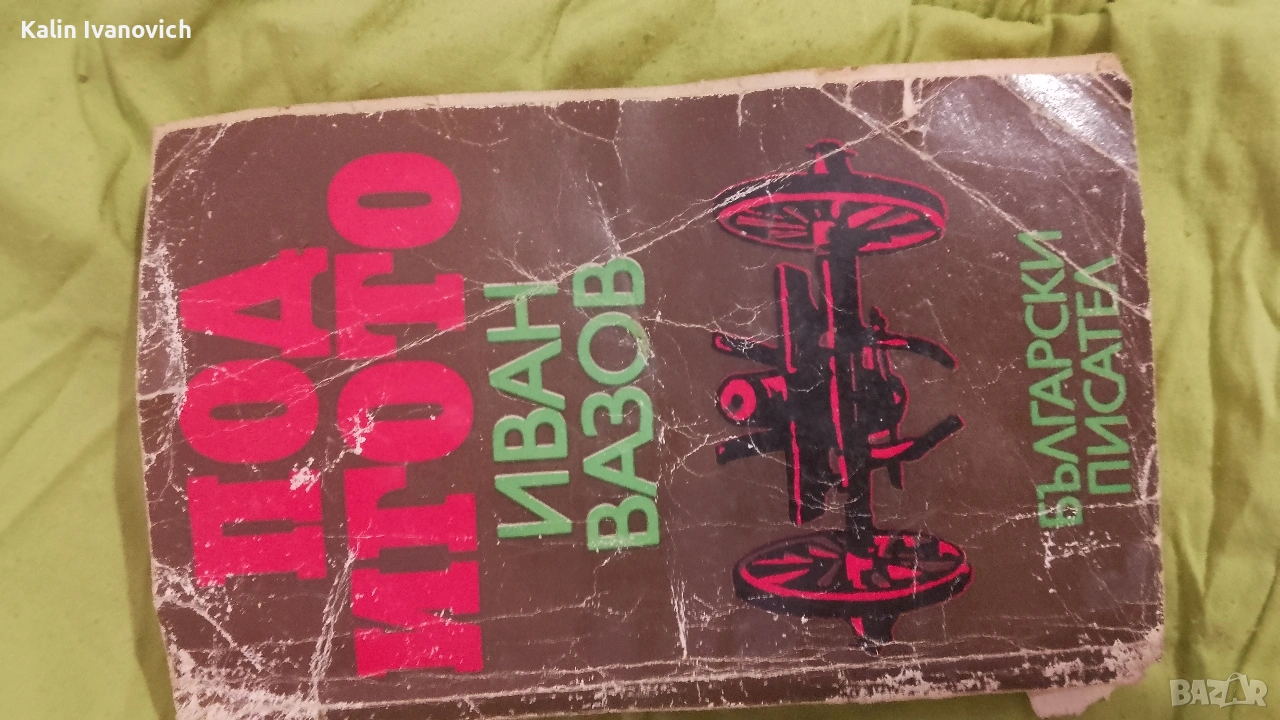 Kalin Ivanovich
ПОД
ИГОТО
ИВАН
ВАЗОВ
БЪЛГАРСКИ
ПИСАТЕЛ
BAZAR